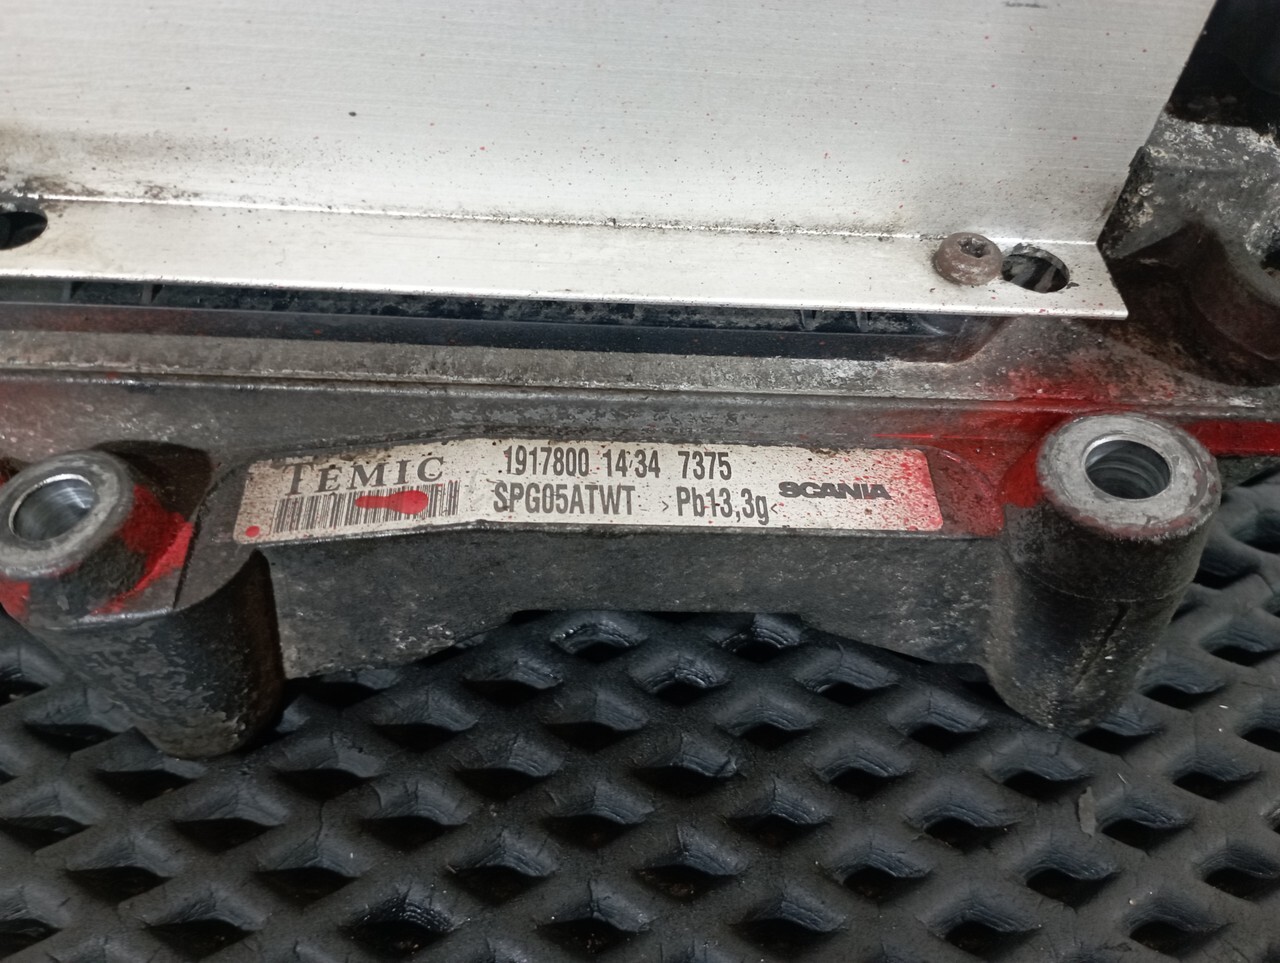 TEMIC 1917800 14 34 7375
SPG05ATWT >Pb13,3g< SCANIA